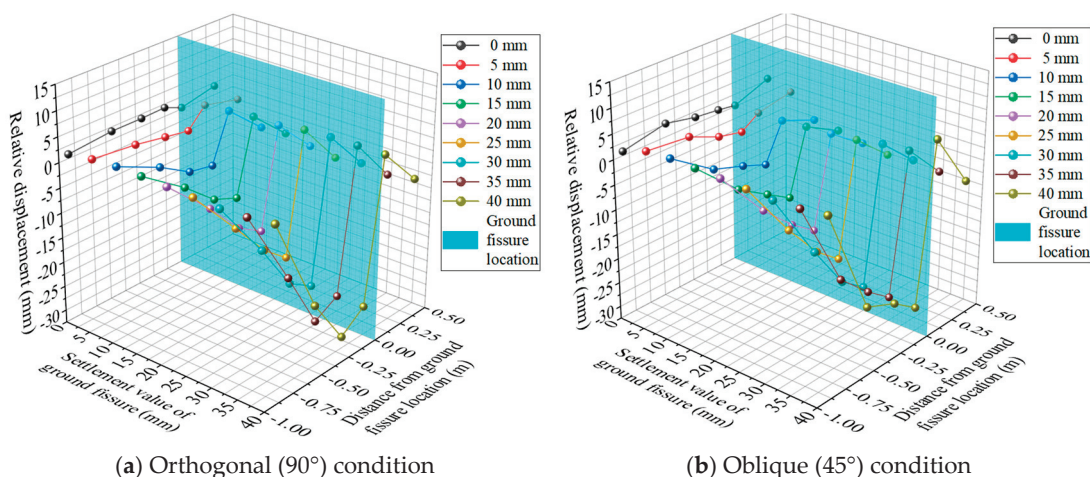 Relative displacement (mm)
15
10
5
0
-5
-10
-15
-20
-25
-30
0
5
10
15
20
25
30
35
40
Settlement value of
ground fissure (mm)
-1.00
-0.75
-0.50
-0.25
0.00
0.25
0.50
Distance from ground
fissure location (m)
0 mm
5 mm
10 mm
15 mm
20 mm
25 mm
30 mm
35 mm
40 mm
Ground
fissure
location
(a) Orthogonal (90°) condition
Relative displacement (mm)
15
10
5
0
-5
-10
-15
-20
-25
-30
0
5
10
15
20
25
30
35
40
Settlement value of
ground fissure (mm)
-1.00
-0.75
-0.50
-0.25
0.00
0.25
0.50
Distance from ground
fissure location (m)
0 mm
5 mm
10 mm
15 mm
20 mm
25 mm
30 mm
35 mm
40 mm
Ground
fissure
location
(b) Oblique (45°) condition